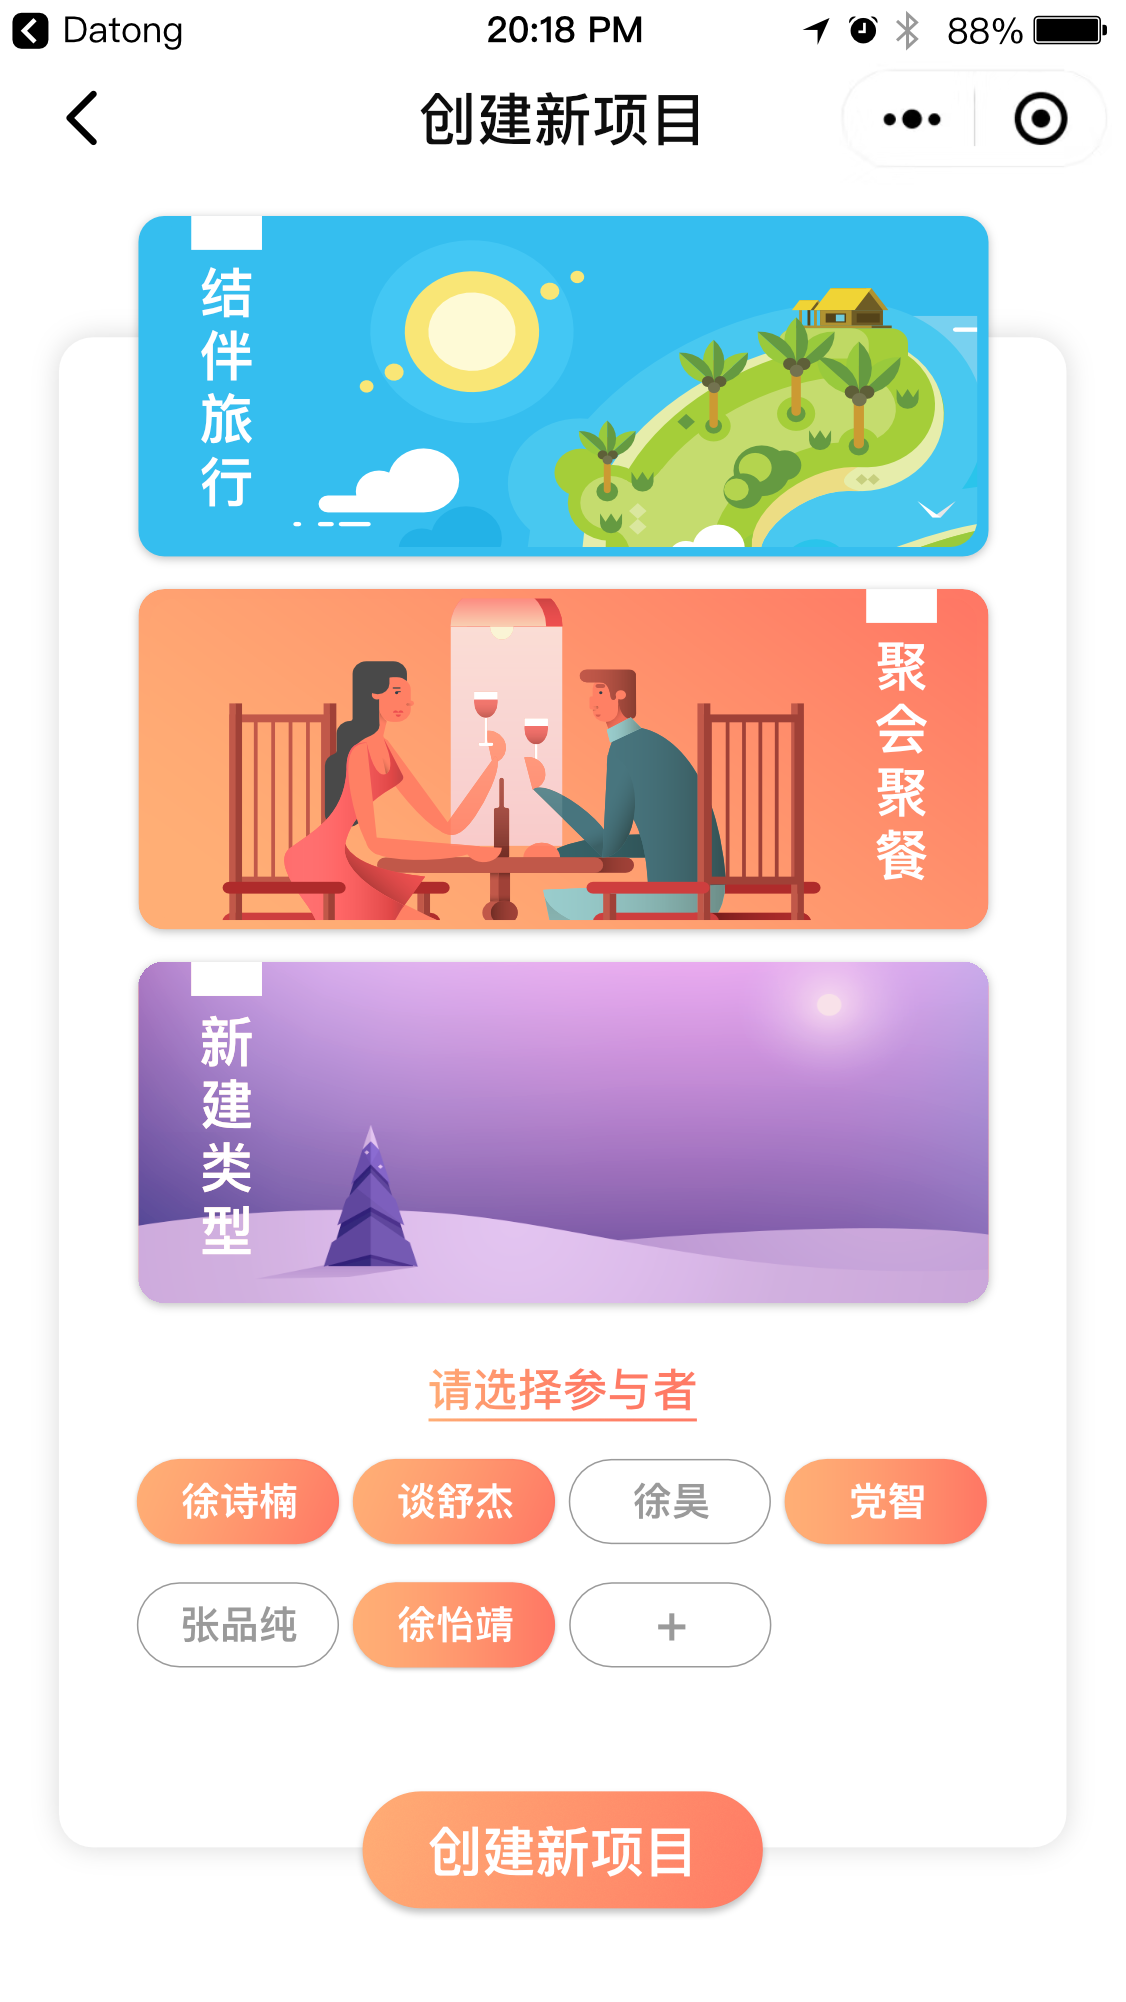 Datong
20:18 PM
88%
创建新项目
结伴旅行
聚会聚餐
新建类型
请选择参与者
徐诗楠
谈舒杰
徐昊
党智
张品纯
徐怡靖
+
创建新项目